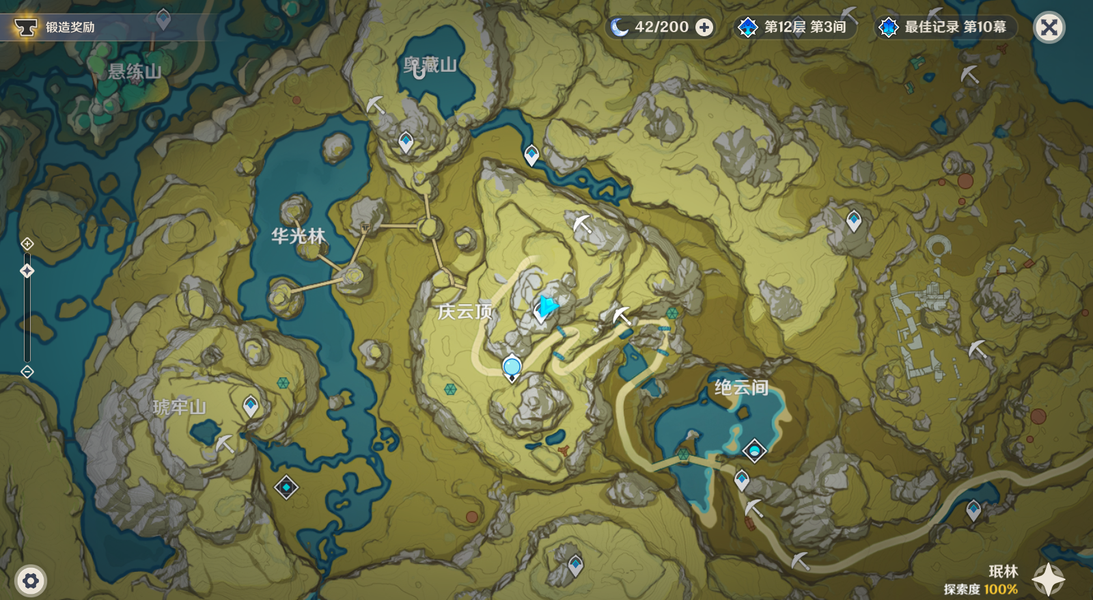 锻造奖励
42/200
第12层 第3间
最佳记录 第10幕
悬练山
奥藏山
华光林
庆云顶
绝云间
琥牢山
珉林
探索度 100%